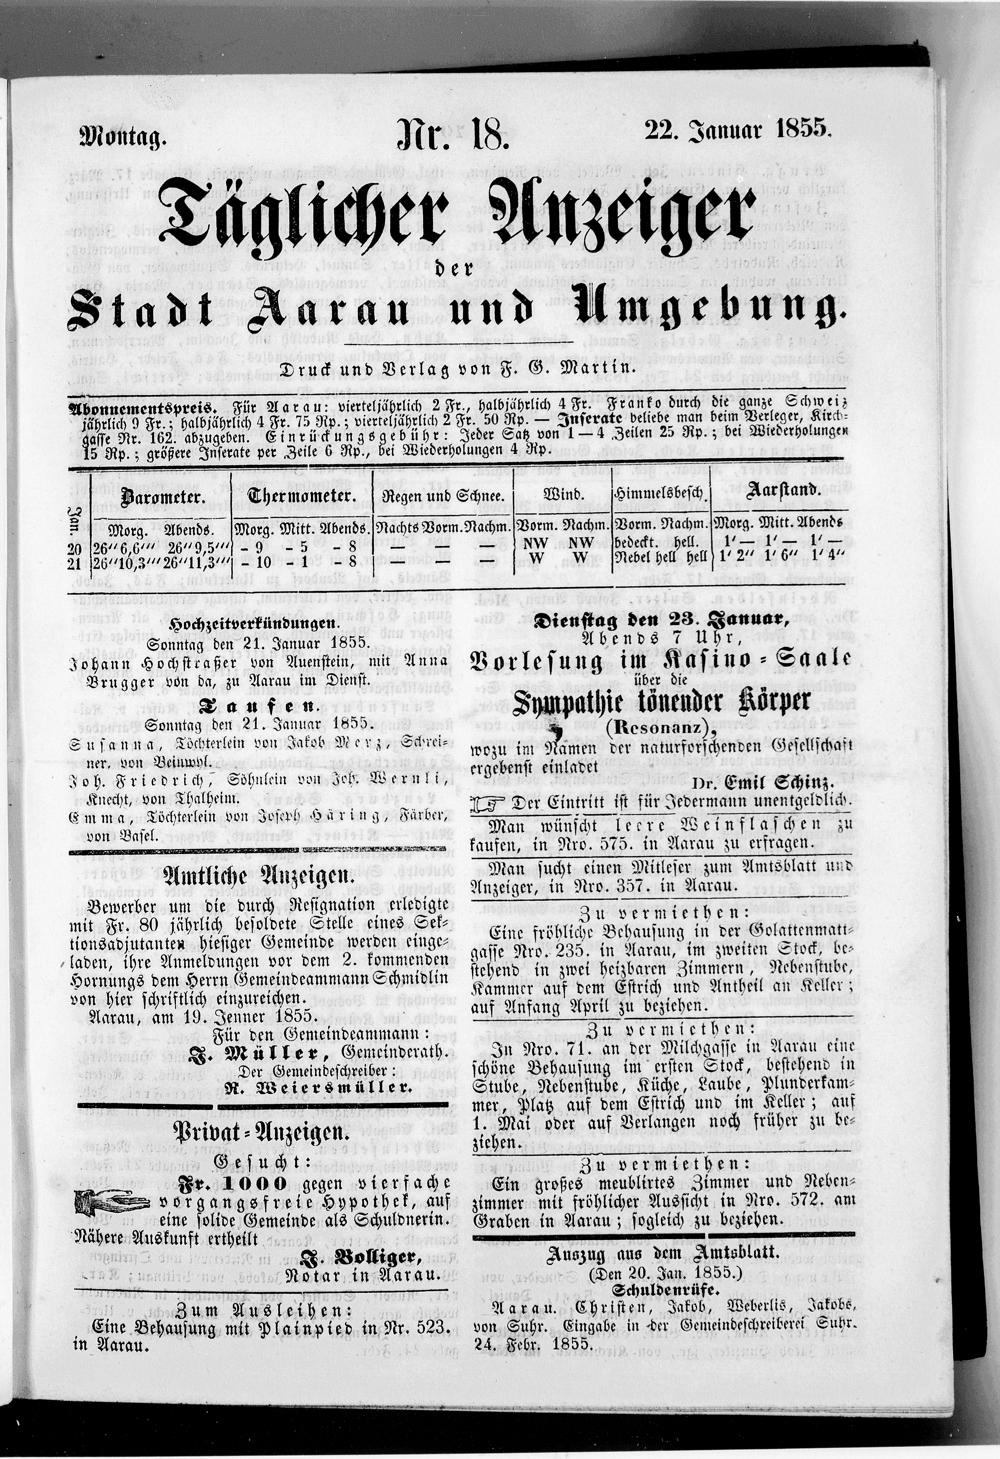 Montag.
Nr. 18.
22. Januar 1855.
Täglicher Anzeiger
der
Stadt Aarau und Umgebung.
Druck und Verlag von F. G. Martin.
Abonnementspreis. Für Aarau: vierteljährlich 2 Fr., halbjährlich 4 Fr. Franko durch die ganze Schweiz
jährlich 9 Fr.; halbjährlich 4 Fr. 75 Rp.; vierteljährlich 2 Fr. 50 Rp. — Inserate beliebe man beim Verleger, Kirch-
gasse Nr. 162. abzugeben. Einrückungsgebühr: Jeder Satz von 1—4 Zeilen 25 Rp.; bei Wiederholungen
15 Rp.; größere Inserate per Zeile 6 Rp., bei Wiederholungen 4 Rp.
Jan. Barometer. Thermometer. Regen und Schnee. Wind. Himmelsbesch. Aarstand.
Morg. Abends. Morg. Mitt. Abends. Nachts Vorm. Nachm. Vorm. Nachm. Vorm. Nachm. Morg. Mitt. Abends
20 26“6,6“‘ 26“9,5“‘ - 9 - 5 - 8 — — — NW NW bedeckt. hell. 1‘— 1‘— 1‘—
21 26“10,3“‘ 26“11,3“‘ - 10 - 1 - 8 — — — W W Nebel hell hell 1‘ 2“ 1‘ 6“ 1‘ 4“
Hochzeitverkündungen.
Sonntag den 21. Januar 1855.
Johann Hochstraßer von Auenstein, mit Anna
Brugger von da, zu Aarau im Dienst.
Taufen.
Sonntag den 21. Januar 1855.
Susanna, Töchterlein von Jakob Merz, Schrei-
ner, von Beinwyl.
Joh. Friedrich, Söhnlein von Joh. Wernli,
Knecht, von Thalheim.
Emma, Töchterlein von Joseph Häring, Färber,
von Basel.
Amtliche Anzeigen.
Bewerber um die durch Resignation erledigte
mit Fr. 80 jährlich besoldete Stelle eines Sek-
tionsadjutanten hiesiger Gemeinde werden einge-
laden, ihre Anmeldungen vor dem 2. kommenden
Hornungs dem Herrn Gemeindeammann Schmidlin
von hier schriftlich einzureichen.
Aarau, am 19. Jenner 1855.
Für den Gemeindeammann:
J. Müller, Gemeinderath.
Der Gemeindschreiber:
R. Weiersmüller.
Privat-Anzeigen.
Gesucht:
Fr. 1000 gegen vierfache
vorgangsfreie Hypothek, auf
eine solide Gemeinde als Schuldnerin.
Nähere Auskunft ertheilt
J. Bolliger,
Notar in Aarau.
Zum Ausleihen:
Eine Behausung mit Plainpied in Nr. 523.
in Aarau.
Dienstag den 23. Januar,
Abends 7 Uhr,
Vorlesung im Kasino-Saale
über die
Sympathie tönender Körper
(Resonanz),
wozu im Namen der naturforschenden Gesellschaft
ergebenst einladet
Dr. Emil Schinz.
☞ Der Eintritt ist für Jedermann unentgeldlich.
Man wünscht leere Weinflaschen zu
kaufen, in Nro. 575. in Aarau zu erfragen.
Man sucht einen Mitleser zum Amtsblatt und
Anzeiger, in Nro. 357. in Aarau.
Zu vermiethen:
Eine fröhliche Behausung in der Golattenmatt-
gasse Nro. 235. in Aarau, im zweiten Stock, be-
stehend in zwei heizbaren Zimmern, Nebenstube,
Kammer auf dem Estrich und Antheil an Keller;
auf Anfang April zu beziehen.
Zu vermiethen:
In Nro. 71. an der Milchgasse in Aarau eine
schöne Behausung im ersten Stock, bestehend in
Stube, Nebenstube, Küche, Laube, Plunderkam-
mer, Platz auf dem Estrich und im Keller; auf
1. Mai oder auf Verlangen noch früher zu be-
ziehen.
Zu vermiethen:
Ein großes meublirtes Zimmer und Neben-
zimmer mit fröhlicher Aussicht in Nro. 572. am
Graben in Aarau; sogleich zu beziehen.
Auszug aus dem Amtsblatt.
(Den 20. Jan. 1855.)
Schuldenrüfe.
Aarau. Christen, Jakob, Weberlis, Jakobs,
von Suhr. Eingabe in der Gemeindeschreiberei Suhr.
24. Febr. 1855.